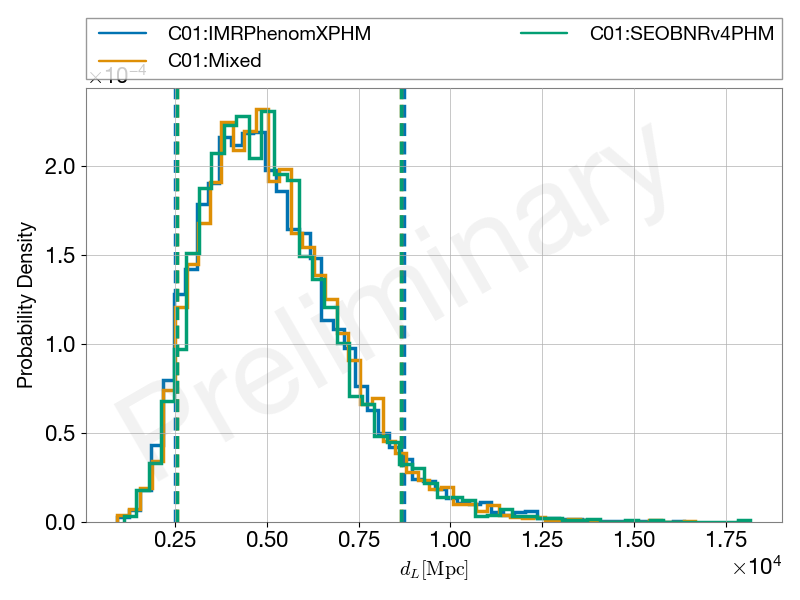 C01:IMRPhenomXPHM
C01:Mixed
C01:SEOBNRv4PHM
×10⁻⁴
Preliminary
2.0
1.5
1.0
0.5
0.0
Probability Density
0.25 0.50 0.75 1.00 1.25 1.50 1.75
×10⁴
d_L[Mpc]